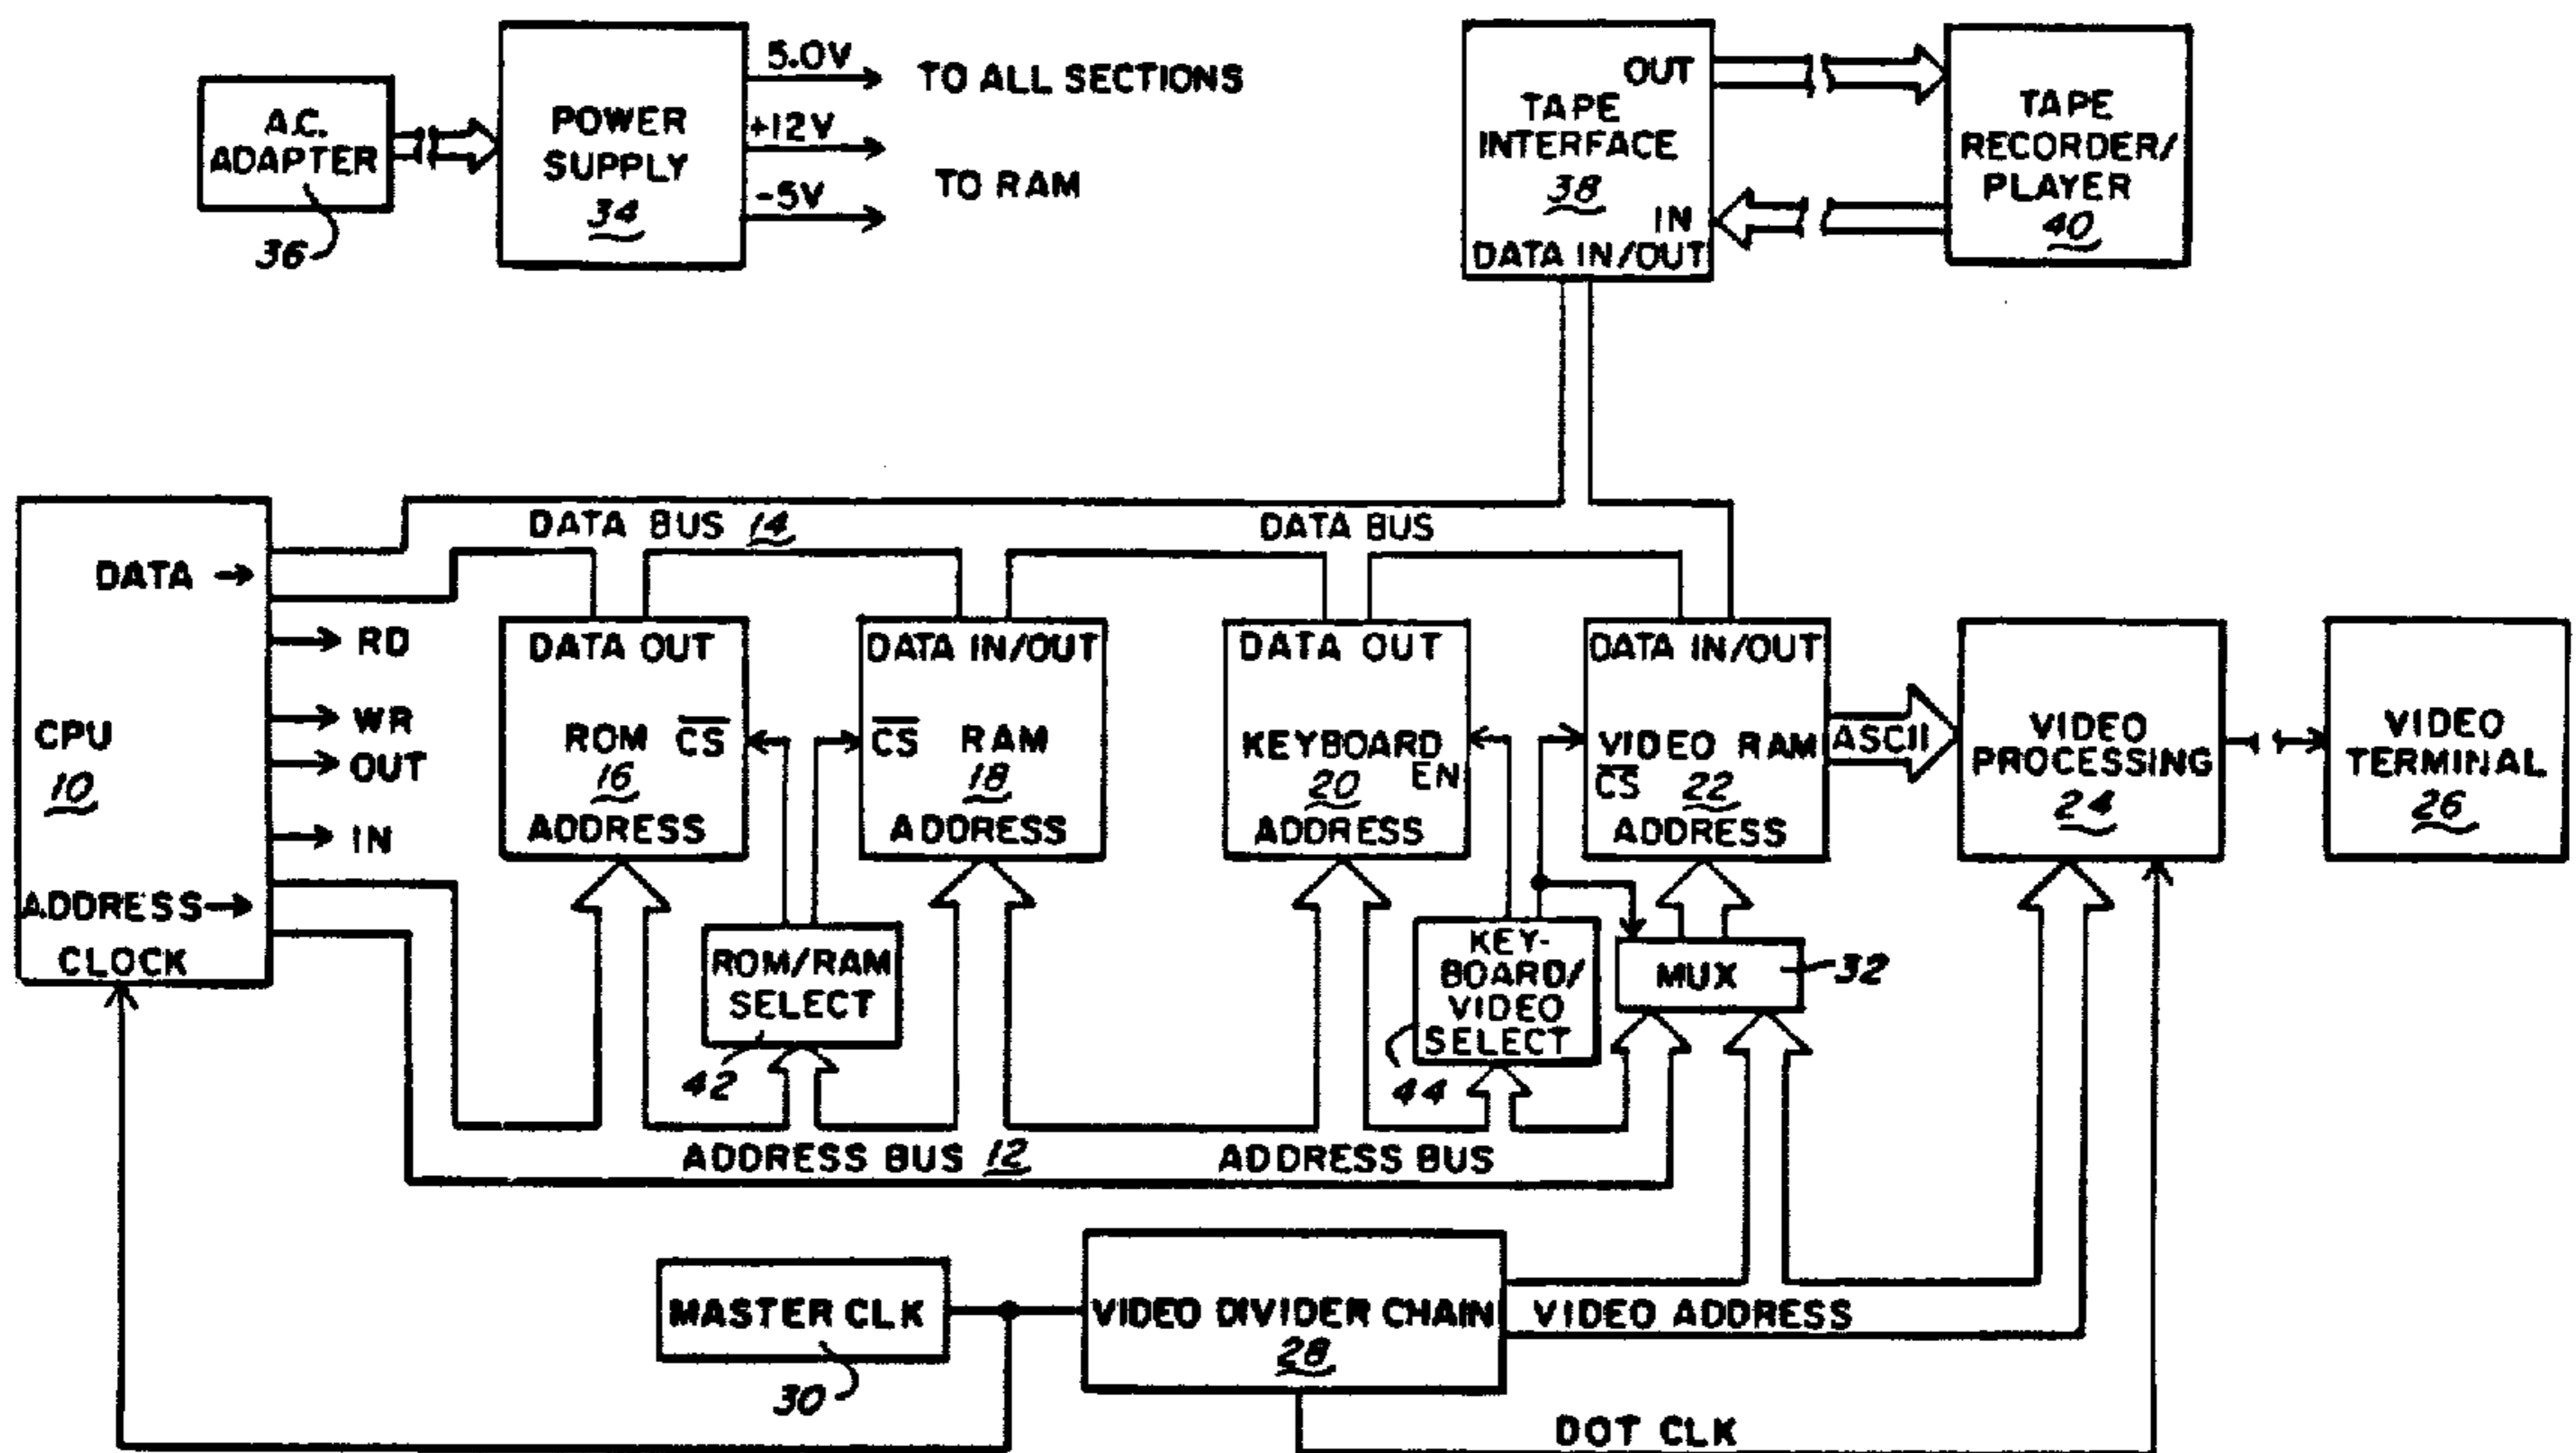 A.C.
ADAPTER
36
POWER
SUPPLY
34
5.0V
TO ALL SECTIONS
+12V
TO RAM
-5V
OUT
TAPE
INTERFACE
38
IN
DATA IN/OUT
TAPE
RECORDER/
PLAYER
40
DATA BUS 14
DATA BUS
DATA
RD
WR
CPU
10
OUT
IN
ADDRESS
CLOCK
DATA OUT
ROM CS
16
ADDRESS
ROM/RAM
SELECT
42
DATA IN/OUT
CS RAM
18
ADDRESS
DATA OUT
KEYBOARD
20 EN
ADDRESS
KEY-
BOARD/
VIDEO
SELECT
44
DATA IN/OUT
VIDEO RAM
CS 22
ADDRESS
ASCII
MUX
32
VIDEO
PROCESSING
24
VIDEO
TERMINAL
26
ADDRESS BUS 12
ADDRESS BUS
MASTER CLK
30
VIDEO DIVIDER CHAIN
28
VIDEO ADDRESS
DOT CLK